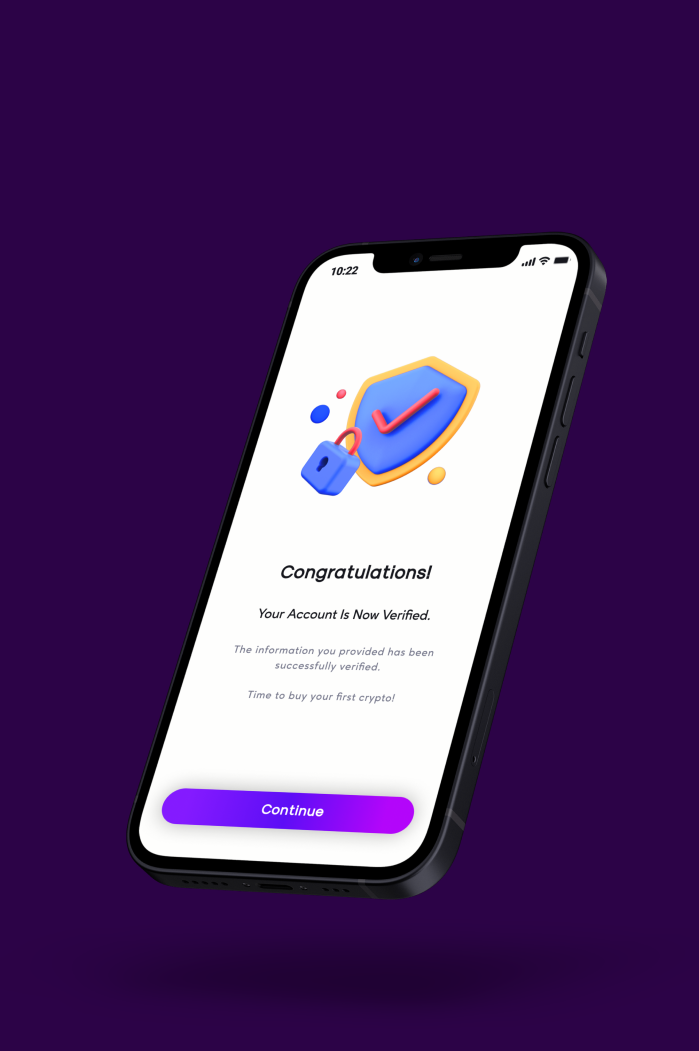 10:22
Congratulations!
Your Account Is Now Verified.
The information you provided has been
successfully verified.
Time to buy your first crypto!
Continue